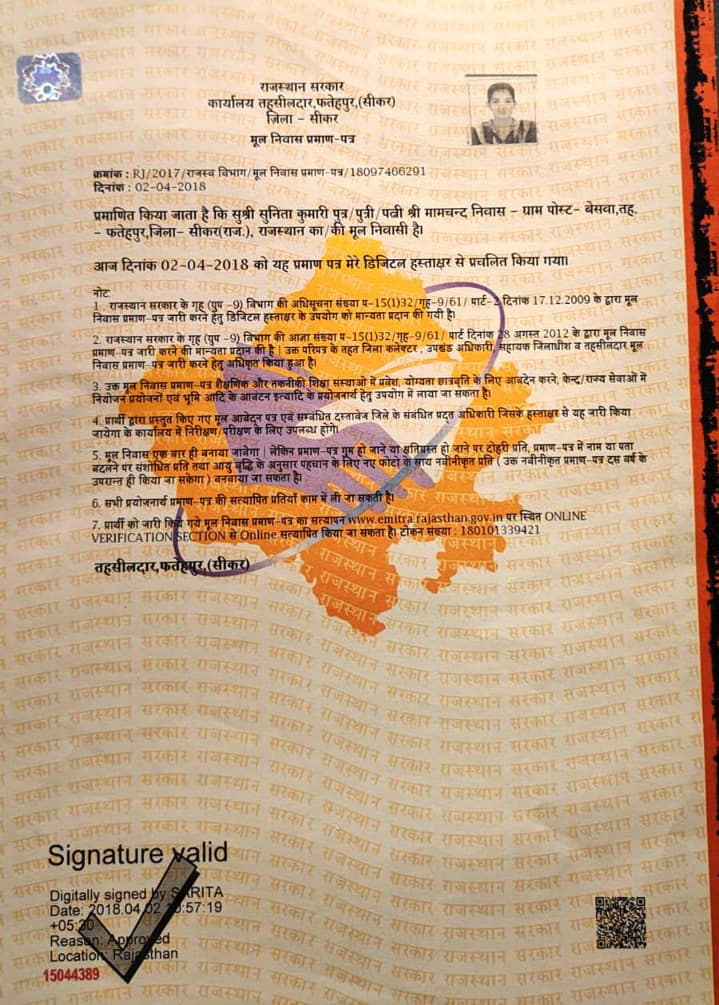 राजस्थान सरकार
कार्यालय तहसीलदार,फतेहपुर,(सीकर)
ज़िला – सीकर
मूल निवास प्रमाण-पत्र
क्रमांक : RJ/2017/राजस्व विभाग/मूल निवास प्रमाण-पत्र/18097466291
दिनांक : 02-04-2018
प्रमाणित किया जाता है कि सुश्री सुनिता कुमारी पुत्र/पुत्री/पत्नी श्री मामचन्द निवास – ग्राम पोस्ट- बेसवा,तह.
- फतेहपुर,जिला- सीकर(राज.), राजस्थान का/की मूल निवासी है।
आज दिनांक 02-04-2018 को यह प्रमाण पत्र मेरे डिजिटल हस्ताक्षर से प्रचलित किया गया।
नोट
1. राजस्थान सरकार के गृह (ग्रुप -9) विभाग की अधिसूचना संख्या प-15(1)32/गृह-9/61/ पार्ट-2 दिनांक 17.12.2009 के द्वारा मूल
निवास प्रमाण-पत्र जारी करने हेतु डिजिटल हस्ताक्षर के उपयोग को मान्यता प्रदान की गयी है।
2. राजस्थान सरकार के गृह (ग्रुप -9) विभाग की आज्ञा संख्या प-15(1)32/गृह-9/61/ पार्ट दिनांक 28 अगस्त 2012 के द्वारा मूल निवास
प्रमाण-पत्र जारी करने की मान्यता प्रदान की है | उक्त परिपत्र के तहत जिला कलेक्टर , उपखंड अधिकारी, सहायक जिलाधीश व तहसीलदार मूल
निवास प्रमाण-पत्र जारी करने हेतु अधिकृत किया हुआ है।
3. उक्त मूल निवास प्रमाण-पत्र शैक्षणिक और तकनीकी शिक्षा संस्थाओ में प्रवेश, योग्यता छात्रवृति के लिए आवंटन करने, केन्द्र/राज्य सेवाओं में
नियोजन प्रयोजनों एवं भूमि आदि के आवंटन इत्यादि के प्रयोजनार्थ हेतु उपयोग में लाया जा सकता है।
4. प्रार्थी द्वारा प्रस्तुत किए गए मूल आवेदन पत्र एवं सम्बंधित दस्तावेज जिले के संबंधित प्रदत् अधिकारी जिसके हस्ताक्षर से यह जारी किया
जायेगा के कार्यालय में निरीक्षण/परीक्षण के लिए उपलब्ध होंगे।
5. मूल निवास एक बार ही बनाया जावेगा | लेकिन प्रमाण-पत्र गुम हो जाने या क्षतिग्रस्त हो जाने पर दोहरी प्रति, प्रमाण-पत्र में नाम या पता
बदलने पर संशोधित प्रति तथा आयु वृद्धि के अनुसार पहचान के लिए नए फोटो के साथ नवीनीकृत प्रति ( उक्त नवीनीकृत प्रमाण-पत्र दस वर्ष के
उपरान्त ही किया जा सकेगा ) बनवाया जा सकता है।
6. सभी प्रयोजनार्थ प्रमाण-पत्र की सत्यापित प्रतियाँ काम में ली जा सकती है।
7. प्रार्थी को जारी किये गये मूल निवास प्रमाण-पत्र का सत्यापन www.emitra.rajasthan.gov.in पर स्थित ONLINE
VERIFICATION SECTION से Online सत्यापित किया जा सकता है। टोकन संख्या : 180101339421
तहसीलदार,फतेहपुर,(सीकर)
Signature valid
Digitally signed by SARITA
Date: 2018.04.02 :57:19
+05:30
Reason: Approved
Location: Rajasthan
15044389